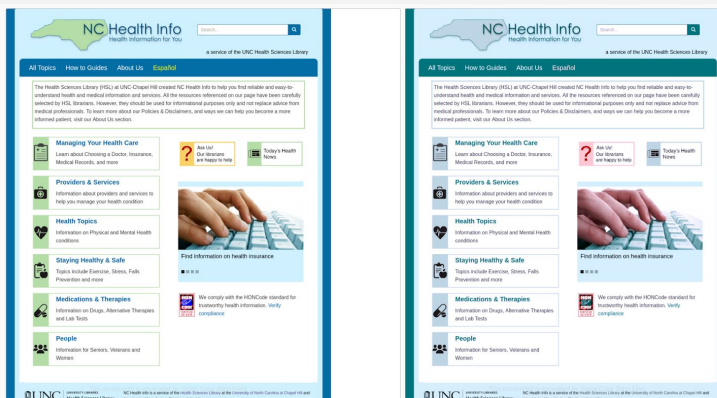 NC Health Info
Health Information for You
Search...
a service of the UNC Health Sciences Library
All Topics How to Guides About Us Español
The Health Sciences Library (HSL) at UNC-Chapel Hill created NC Health Info to help you find reliable and easy-to-
understand health and medical information and services. All the resources referenced on our page have been carefully
selected by HSL librarians. However, they should be used for informational purposes only and not replace advice from
medical professionals. To learn more about our Policies & Disclaimers, and ways we can help you become a more
informed patient, visit our About Us section.
Managing Your Health Care
Learn about Choosing a Doctor, Insurance,
Medical Records, and more
Providers & Services
Information about providers and services to
help you manage your health condition
Health Topics
Information on Physical and Mental Health
conditions
Staying Healthy & Safe
Topics include Exercise, Stress, Falls
Prevention and more
Medications & Therapies
Information on Drugs, Alternative Therapies
and Lab Tests
People
Information for Seniors, Veterans and
Women
Ask Us!
Our librarians
are happy to help
Today's Health
News
Find information on health insurance
We comply with the HONCode standard for
trustworthy health information. Verify
compliance
UNC
UNIVERSITY LIBRARIES
Health Sciences Library
NC Health Info is a service of the Health Sciences Library at the University of North Carolina at Chapel Hill and
NC Health Info
Health Information for You
Search...
a service of the UNC Health Sciences Library
All Topics How to Guides About Us Español
The Health Sciences Library (HSL) at UNC-Chapel Hill created NC Health Info to help you find reliable and easy-to-
understand health and medical information and services. All the resources referenced on our page have been carefully
selected by HSL librarians. However, they should be used for informational purposes only and not replace advice from
medical professionals. To learn more about our Policies & Disclaimers, and ways we can help you become a more
informed patient, visit our About Us section.
Managing Your Health Care
Learn about Choosing a Doctor, Insurance,
Medical Records, and more
Providers & Services
Information about providers and services to
help you manage your health condition
Health Topics
Information on Physical and Mental Health
conditions
Staying Healthy & Safe
Topics include Exercise, Stress, Falls
Prevention and more
Medications & Therapies
Information on Drugs, Alternative Therapies
and Lab Tests
People
Information for Seniors, Veterans and
Women
Ask Us!
Our librarians
are happy to help
Today's Health
News
Find information on health insurance
We comply with the HONCode standard for
trustworthy health information. Verify
compliance
UNC
UNIVERSITY LIBRARIES
Health Sciences Library
NC Health Info is a service of the Health Sciences Library at the University of North Carolina at Chapel Hill and